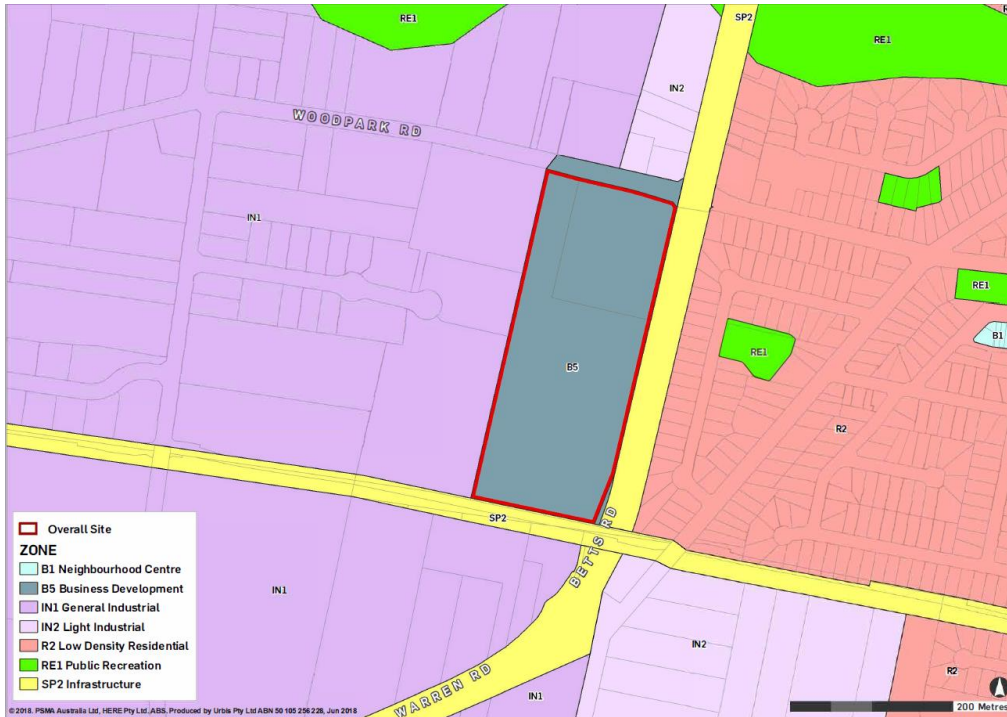 RE1
SP2
R
RE1
IN2
WOODPARK RD
IN1
RE1
B1
RE1
B5
R2
SP2
BETTS RD
IN1
IN2
R2
WARREN RD
IN1
Overall Site
ZONE
B1 Neighbourhood Centre
B5 Business Development
IN1 General Industrial
IN2 Light Industrial
R2 Low Density Residential
RE1 Public Recreation
SP2 Infrastructure
200 Metres
© 2018. PSMA Australia Ltd, HERE Pty Ltd, ABS. Produced by Urbis Pty Ltd ABN 50 105 256 228, Jun 2018